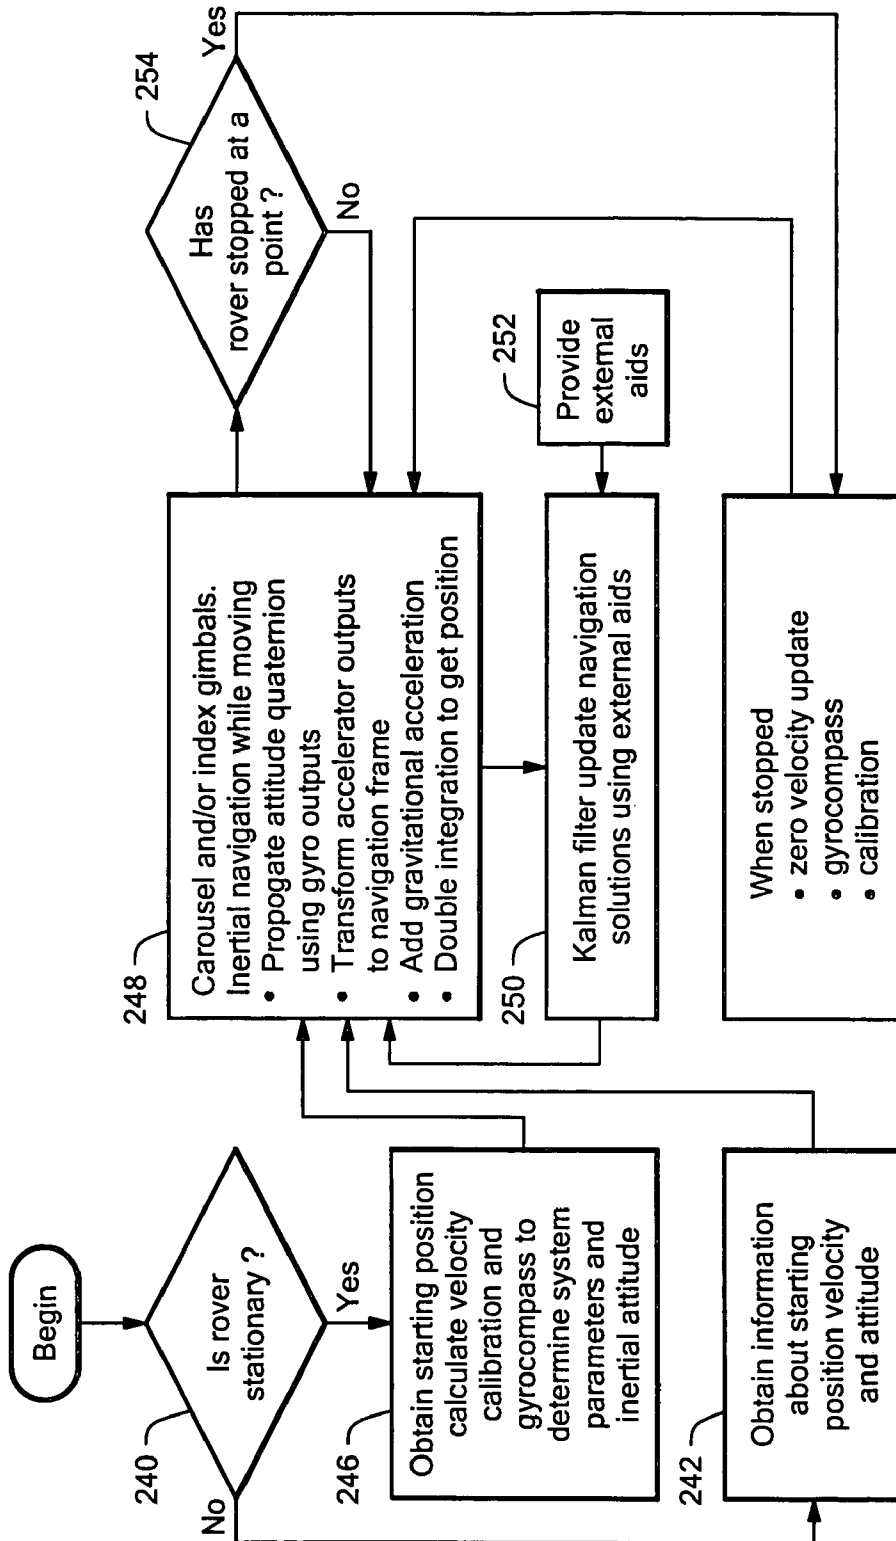 Begin
240
Is rover
stationary ?
No
Yes
246
Obtain starting position
calculate velocity
calibration and
gyrocompass to
determine system
parameters and
inertial attitude
242
Obtain information
about starting
position velocity
and attitude
248
Carousel and/or index gimbals.
Inertial navigation while moving
• Propogate attitude quaternion
using gyro outputs
• Transform accelerator outputs
to navigation frame
• Add gravitational acceleration
• Double integration to get position
250
Kalman filter update navigation
solutions using external aids
252
Provide
external
aids
When stopped
• zero velocity update
• gyrocompass
• calibration
254
Has
rover stopped at a
point ?
No
Yes